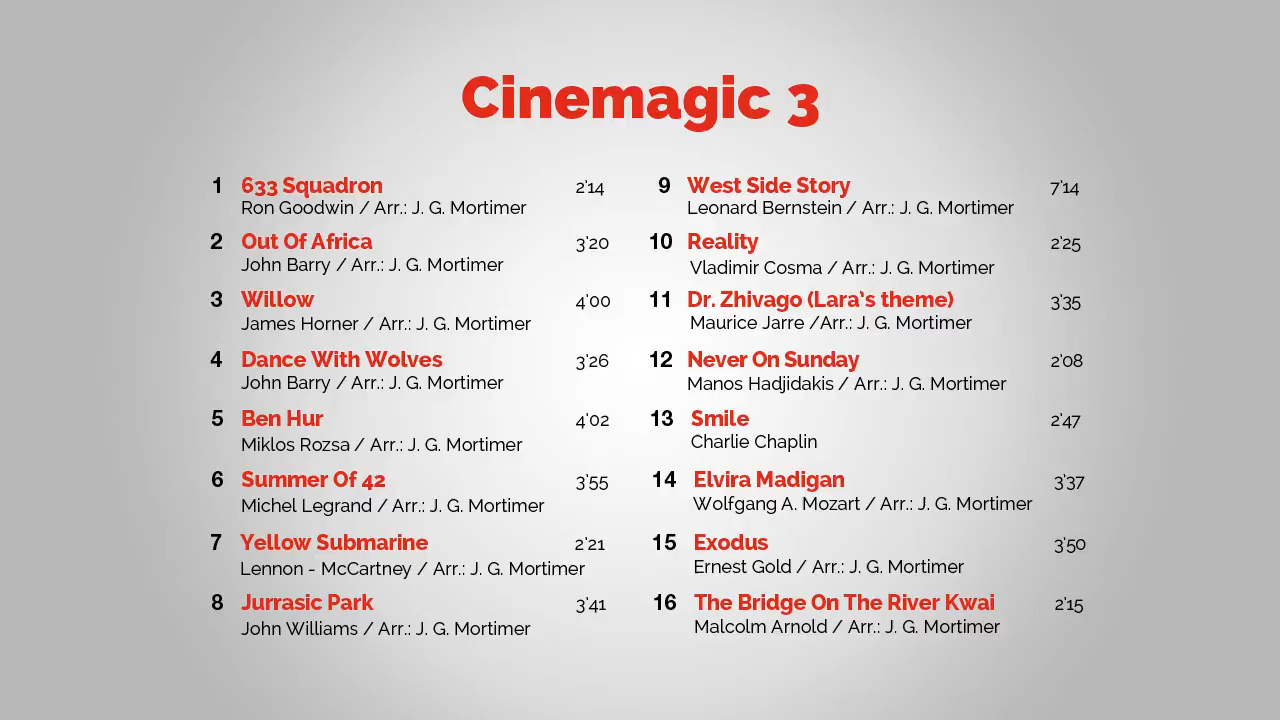 Cinemagic 3
1 633 Squadron 2'14
Ron Goodwin / Arr.: J. G. Mortimer
2 Out Of Africa 3'20
John Barry / Arr.: J. G. Mortimer
3 Willow 4'00
James Horner / Arr.: J. G. Mortimer
4 Dance With Wolves 3'26
John Barry / Arr.: J. G. Mortimer
5 Ben Hur 4'02
Miklos Rozsa / Arr.: J. G. Mortimer
6 Summer Of 42 3'55
Michel Legrand / Arr.: J. G. Mortimer
7 Yellow Submarine 2'21
Lennon - McCartney / Arr.: J. G. Mortimer
8 Jurrasic Park 3'41
John Williams / Arr.: J. G. Mortimer
9 West Side Story 7'14
Leonard Bernstein / Arr.: J. G. Mortimer
10 Reality 2'25
Vladimir Cosma / Arr.: J. G. Mortimer
11 Dr. Zhivago (Lara's theme) 3'35
Maurice Jarre /Arr.: J. G. Mortimer
12 Never On Sunday 2'08
Manos Hadjidakis / Arr.: J. G. Mortimer
13 Smile 2'47
Charlie Chaplin
14 Elvira Madigan 3'37
Wolfgang A. Mozart / Arr.: J. G. Mortimer
15 Exodus 3'50
Ernest Gold / Arr.: J. G. Mortimer
16 The Bridge On The River Kwai 2'15
Malcolm Arnold / Arr.: J. G. Mortimer